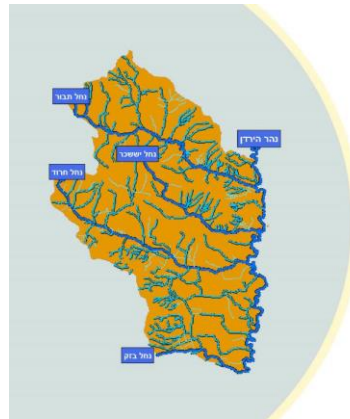 נחל תבור
נהר הירדן
נחל יששכר
נחל חרוד
נחל בזק